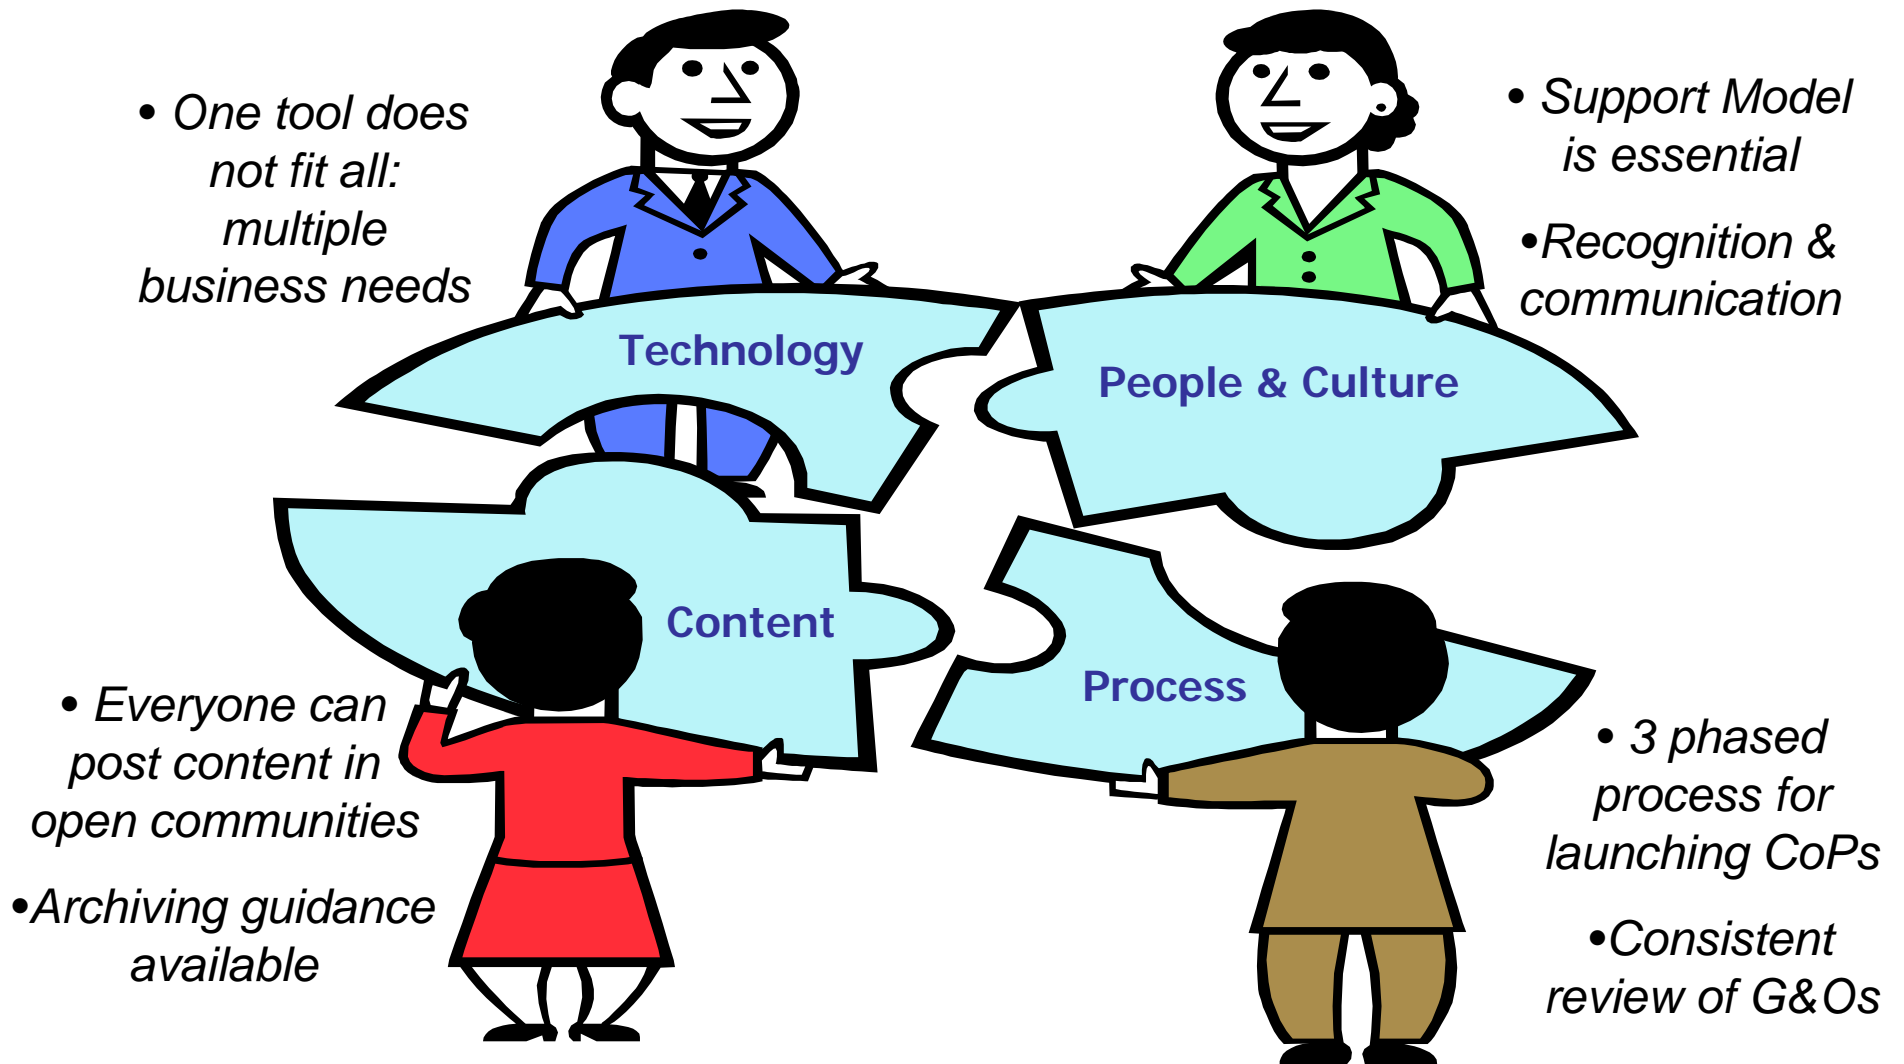 • One tool does
not fit all:
multiple
business needs
• Support Model
is essential
•Recognition &
communication
Technology
People & Culture
Content
Process
• Everyone can
post content in
open communities
•Archiving guidance
available
• 3 phased
process for
launching CoPs
•Consistent
review of G&Os